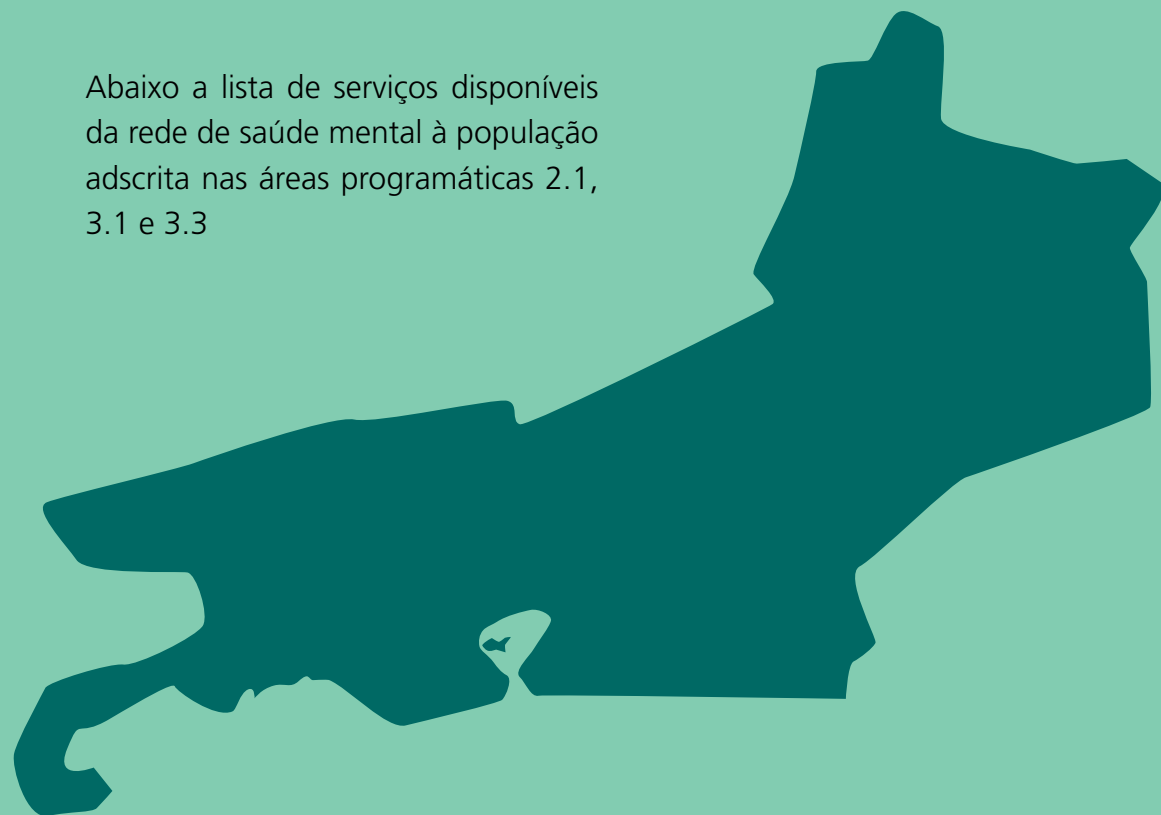 Abaixo a lista de serviços disponíveis
da rede de saúde mental à população
adscrita nas áreas programáticas 2.1,
3.1 e 3.3